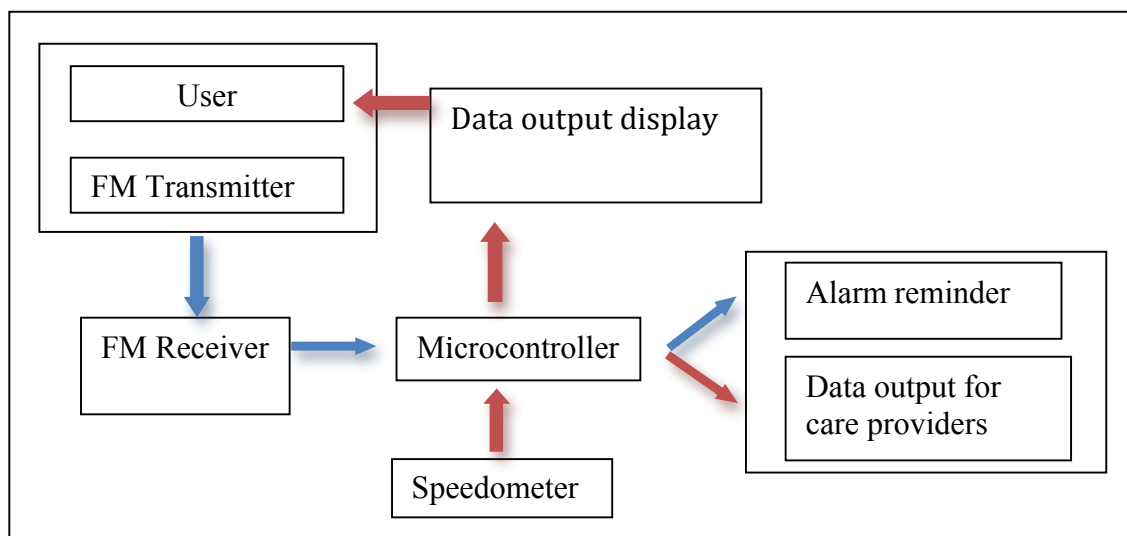 User
Data output display
FM Transmitter
Alarm reminder
FM Receiver
Microcontroller
Data output for
care providers
Speedometer